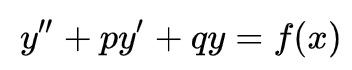 y″ + py′ + qy = f(x)